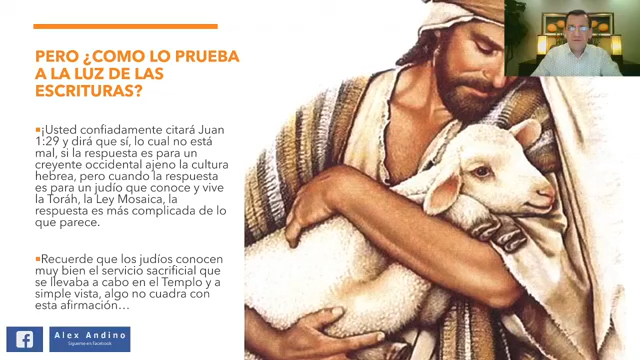 PERO ¿COMO LO PRUEBA
A LA LUZ DE LAS
ESCRITURAS?
¡Usted confiadamente citará Juan
1:29 y dirá que sí, lo cual no está
mal, si la respuesta es para un
creyente occidental ajeno la cultura
hebrea, pero cuando la respuesta
es para un judío que conoce y vive
la Toráh, la Ley Mosaica, la
respuesta es más complicada de lo
que parece.
Recuerde que los judíos conocen
muy bien el servicio sacrificial que
se llevaba a cabo en el Templo y a
simple vista, algo no cuadra con
esta afirmación…
Alex Andino
Sígueme en Facebook